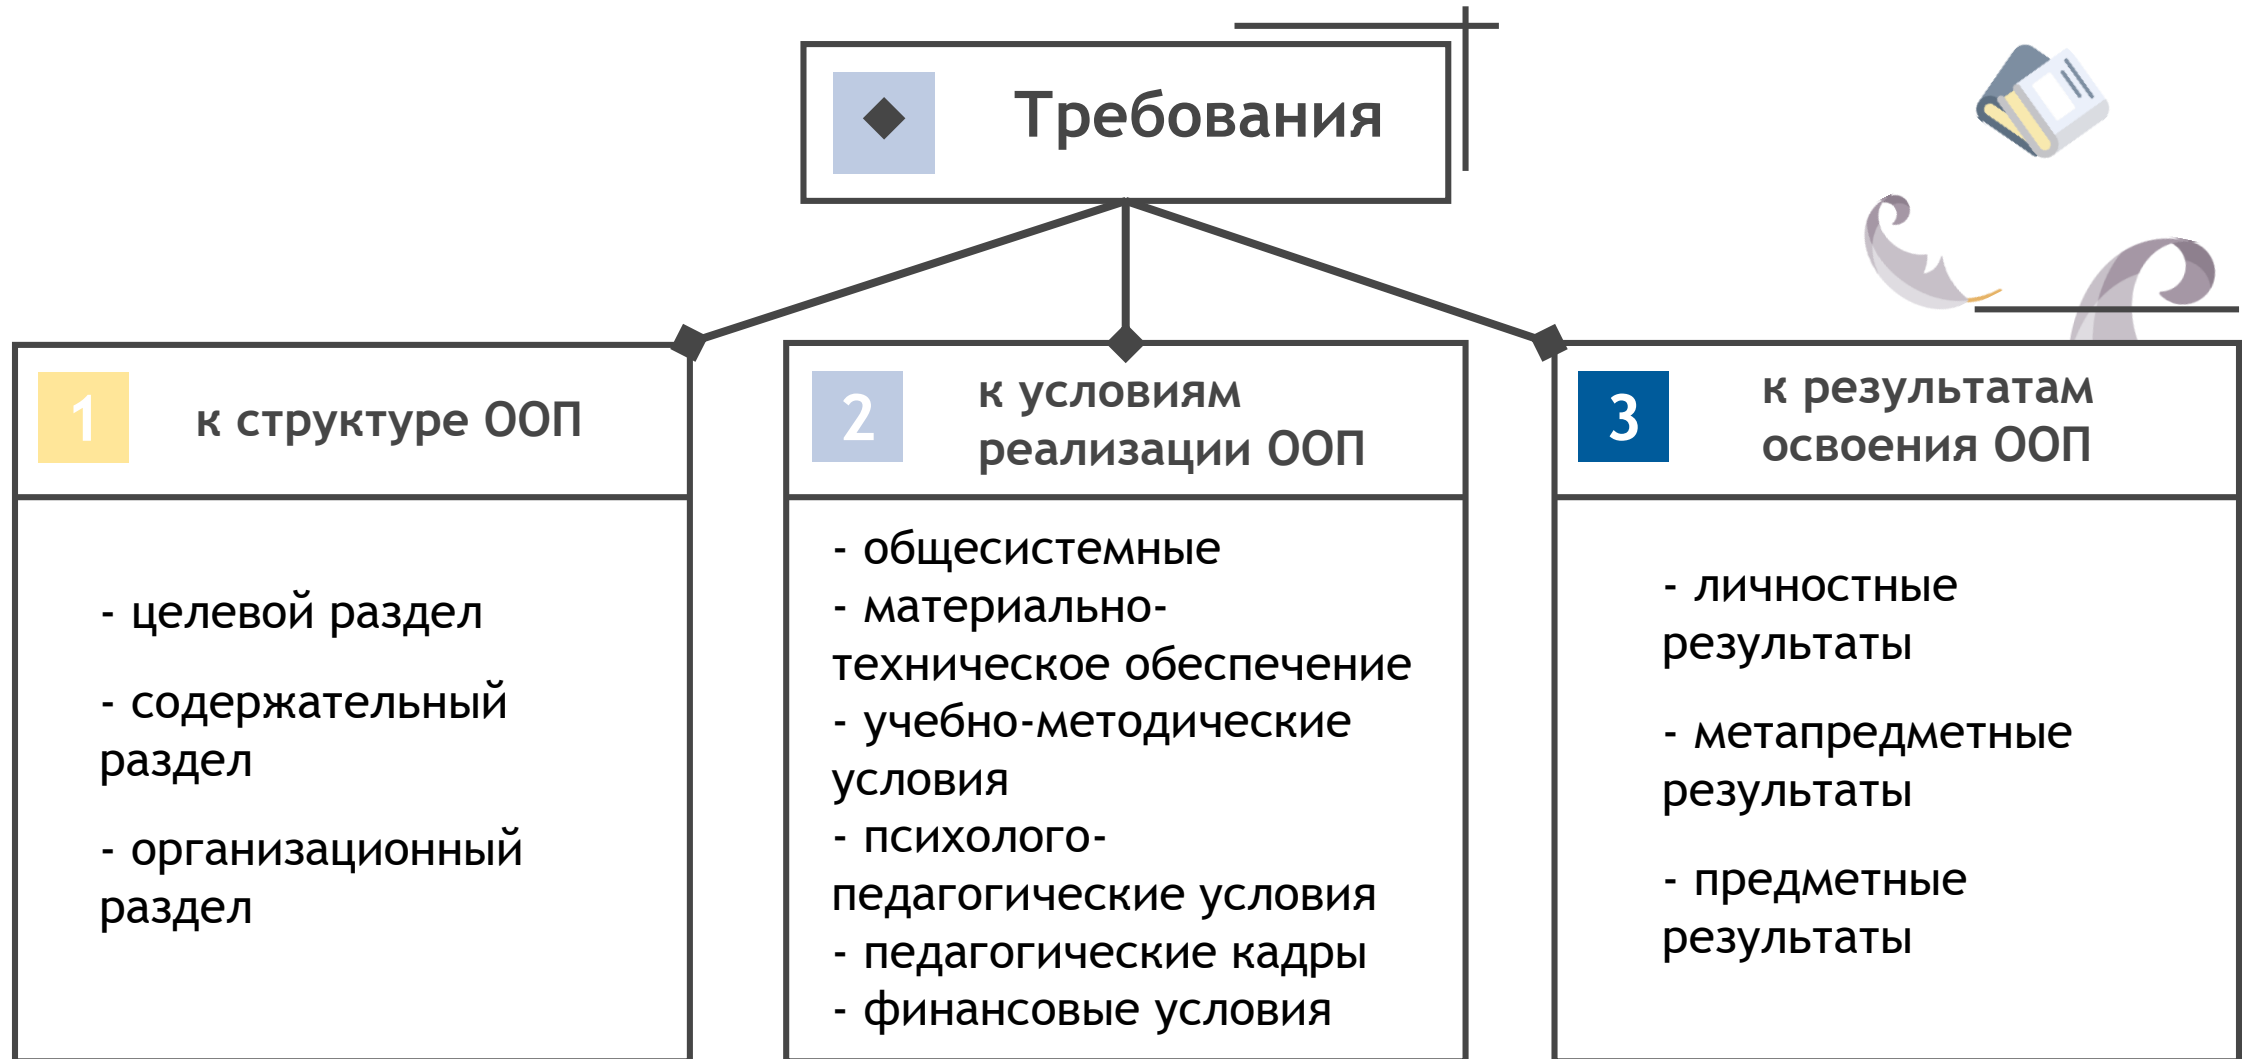 Требования
1
к структуре ООП
- целевой раздел
- содержательный
раздел
- организационный
раздел
2
к условиям
реализации ООП
- общесистемные
- материально-
техническое обеспечение
- учебно-методические
условия
- психолого-
педагогические условия
- педагогические кадры
- финансовые условия
3
к результатам
освоения ООП
- личностные
результаты
- метапредметные
результаты
- предметные
результаты